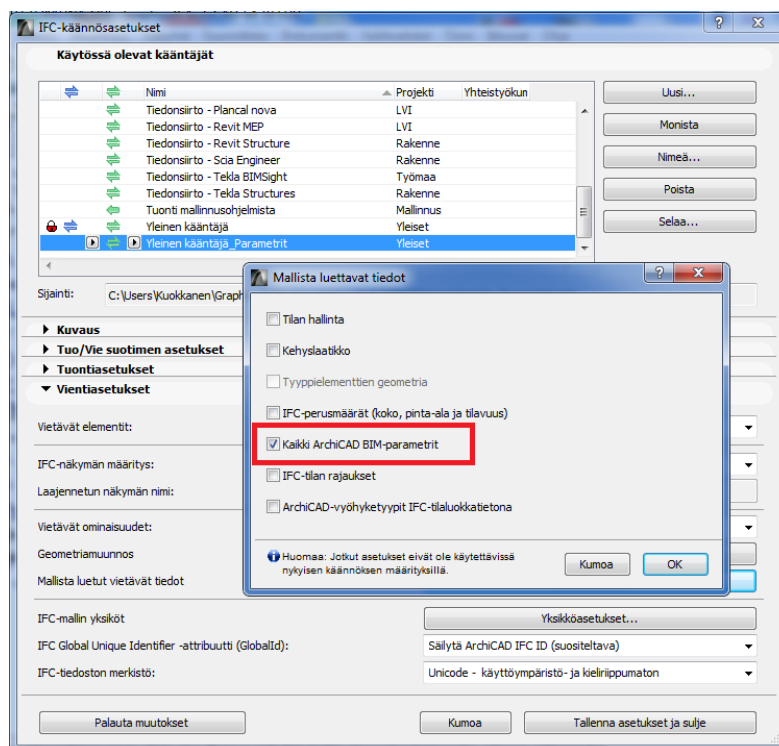 IFC-käännösasetukset
Käytössä olevat kääntäjät
Nimi Projekti Yhteistyökun
Tiedonsiirto - Plancal nova LVI
Tiedonsiirto - Revit MEP LVI
Tiedonsiirto - Revit Structure Rakenne
Tiedonsiirto - Scia Engineer Rakenne
Tiedonsiirto - Tekla BIMSight Työmaa
Tiedonsiirto - Tekla Structures Rakenne
Tuonti mallinnusohjelmista Mallinnus
Yleinen kääntäjä Yleiset
Yleinen kääntäjä_Parametrit Yleiset
Uusi...
Monista
Nimeä...
Poista
Selaa...
Sijainti: C:\Users\Kuokkanen\Graph
Kuvaus
Tuo/Vie suotimen asetukset
Tuontiasetukset
Vientiasetukset
Vietävät elementit:
IFC-näkymän määritys:
Laajennetun näkymän nimi:
Vietävät ominaisuudet:
Geometriamuunnos
Mallista luetut vietävät tiedot
Mallista luettavat tiedot
Tilan hallinta
Kehyslaatikko
Tyyppielementtien geometria
IFC-perusmäärät (koko, pinta-ala ja tilavuus)
Kaikki ArchiCAD BIM-parametrit
IFC-tilan rajaukset
ArchiCAD-vyöhyketyypit IFC-tilaluokkatietona
Huomaa: Jotkut asetukset eivät ole käytettävissä
nykyisen käännöksen määrityksillä.
Kumoa OK
IFC-mallin yksiköt Yksikköasetukset...
IFC Global Unique Identifier -attribuutti (GlobalId): Säilytä ArchiCAD IFC ID (suositeltava)
IFC-tiedoston merkistö: Unicode - käyttöympäristö- ja kieliriippumaton
Palauta muutokset Kumoa Tallenna asetukset ja sulje